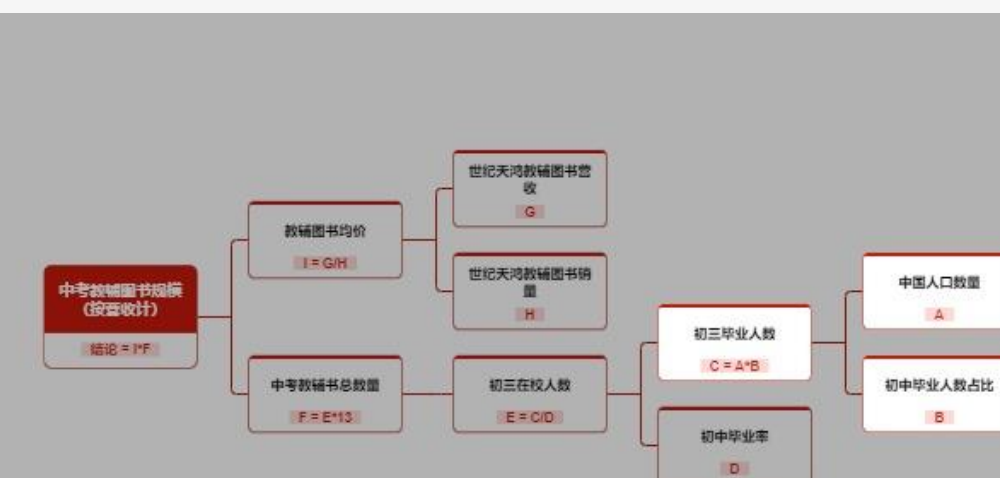 世纪天鸿教辅图书营
收
G
教辅图书均价
I = G/H
世纪天鸿教辅图书销
量
H
中国人口数量
A
中考教辅图书规模
（按营收计）
结论 = I*F
初三毕业人数
C = A*B
中考教辅书总数量
F = E*13
初三在校人数
E = C/D
初中毕业人数占比
B
初中毕业率
D